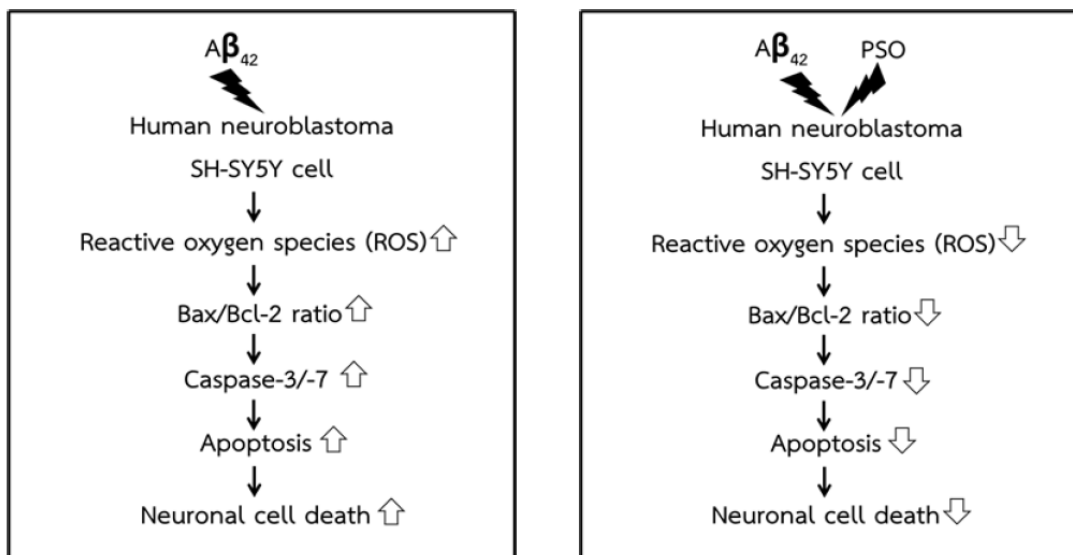 Aβ42
Human neuroblastoma
SH-SY5Y cell
Reactive oxygen species (ROS)
Bax/Bcl-2 ratio
Caspase-3/-7
Apoptosis
Neuronal cell death
Aβ42 PSO
Human neuroblastoma
SH-SY5Y cell
Reactive oxygen species (ROS)
Bax/Bcl-2 ratio
Caspase-3/-7
Apoptosis
Neuronal cell death